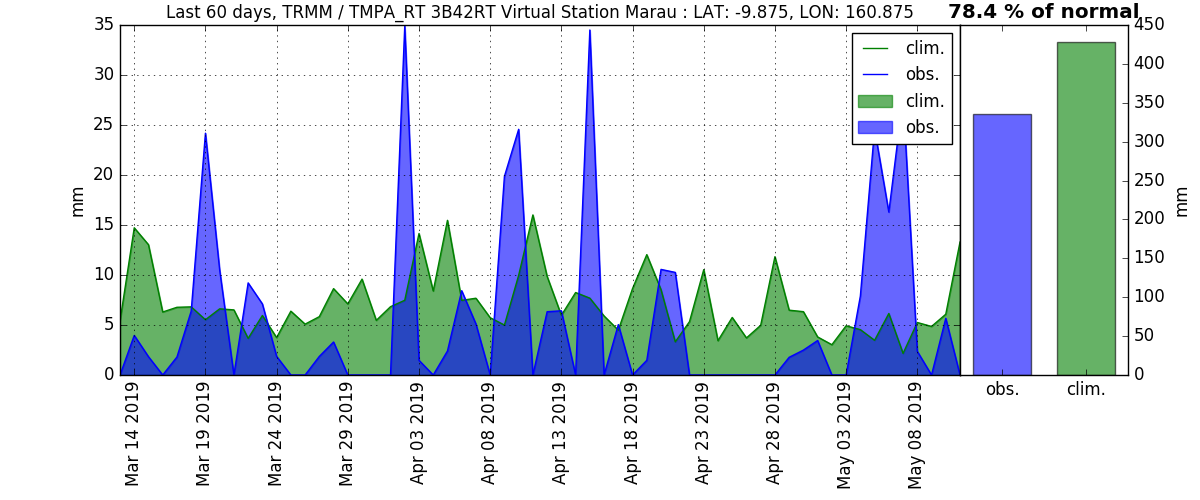 Last 60 days, TRMM / TMPA_RT 3B42RT Virtual Station Marau : LAT: -9.875, LON: 160.875
78.4 % of normal
35
30
25
20
15
10
5
0
mm
clim.
obs.
clim.
obs.
450
400
350
300
250
200
150
100
50
0
mm
obs.
clim.
Mar 14 2019
Mar 19 2019
Mar 24 2019
Mar 29 2019
Apr 03 2019
Apr 08 2019
Apr 13 2019
Apr 18 2019
Apr 23 2019
Apr 28 2019
May 03 2019
May 08 2019